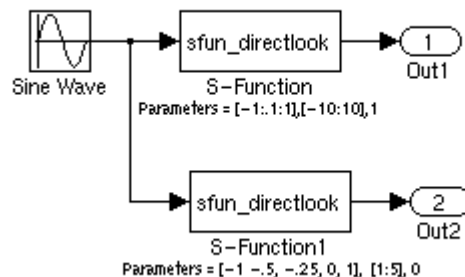 sfun_directlook
1
Sine Wave
S-Function
Out1
Parameters = [-1:.1:1],[-10:10],1
sfun_directlook
2
S-Function1
Out2
Parameters = [-1 -.5, -.25, 0, 1], [1:5], 0